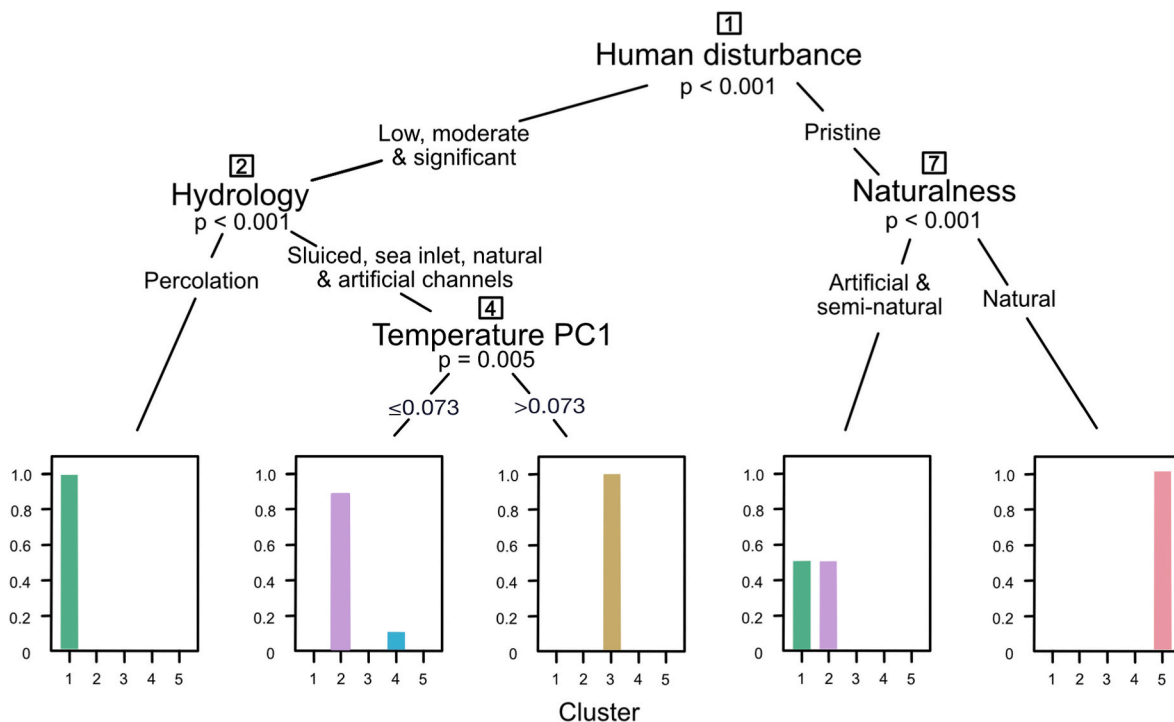 1
Human disturbance
p < 0.001
Low, moderate
& significant
Pristine
2
Hydrology
p < 0.001
7
Naturalness
p < 0.001
Percolation
Sluiced, sea inlet, natural
& artificial channels
Artificial &
semi-natural
Natural
4
Temperature PC1
p = 0.005
≤0.073
>0.073
1.0
0.8
0.6
0.4
0.2
0
1 2 3 4 5
1.0
0.8
0.6
0.4
0.2
0
1 2 3 4 5
1.0
0.8
0.6
0.4
0.2
0
1 2 3 4 5
1.0
0.8
0.6
0.4
0.2
0
1 2 3 4 5
1.0
0.8
0.6
0.4
0.2
0
1 2 3 4 5
Cluster